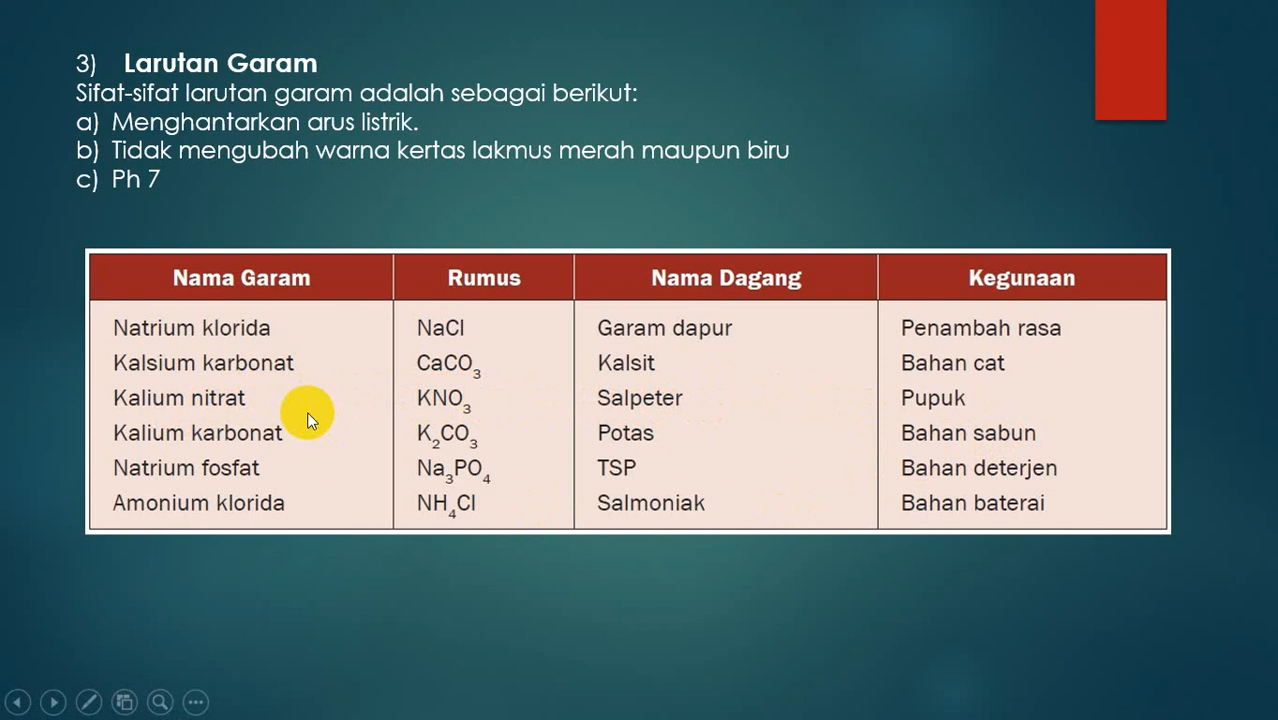 3) Larutan Garam
Sifat-sifat larutan garam adalah sebagai berikut:
a) Menghantarkan arus listrik.
b) Tidak mengubah warna kertas lakmus merah maupun biru
c) Ph 7
Nama Garam Rumus Nama Dagang Kegunaan
Natrium klorida NaCl Garam dapur Penambah rasa
Kalsium karbonat CaCO₃ Kalsit Bahan cat
Kalium nitrat KNO₃ Salpeter Pupuk
Kalium karbonat K₂CO₃ Potas Bahan sabun
Natrium fosfat Na₃PO₄ TSP Bahan deterjen
Amonium klorida NH₄Cl Salmoniak Bahan baterai